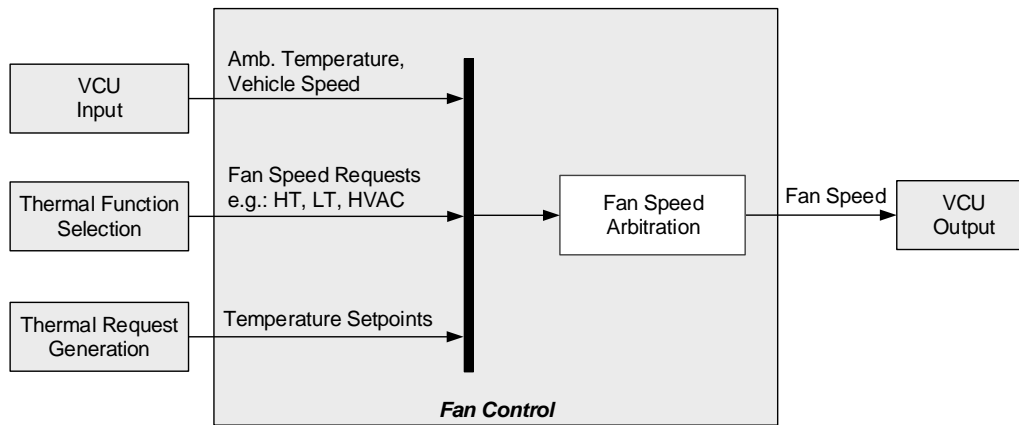 VCU
Input
Amb. Temperature,
Vehicle Speed
Thermal Function
Selection
Fan Speed Requests
e.g.: HT, LT, HVAC
Thermal Request
Generation
Temperature Setpoints
Fan Speed
Arbitration
Fan Speed
VCU
Output
Fan Control